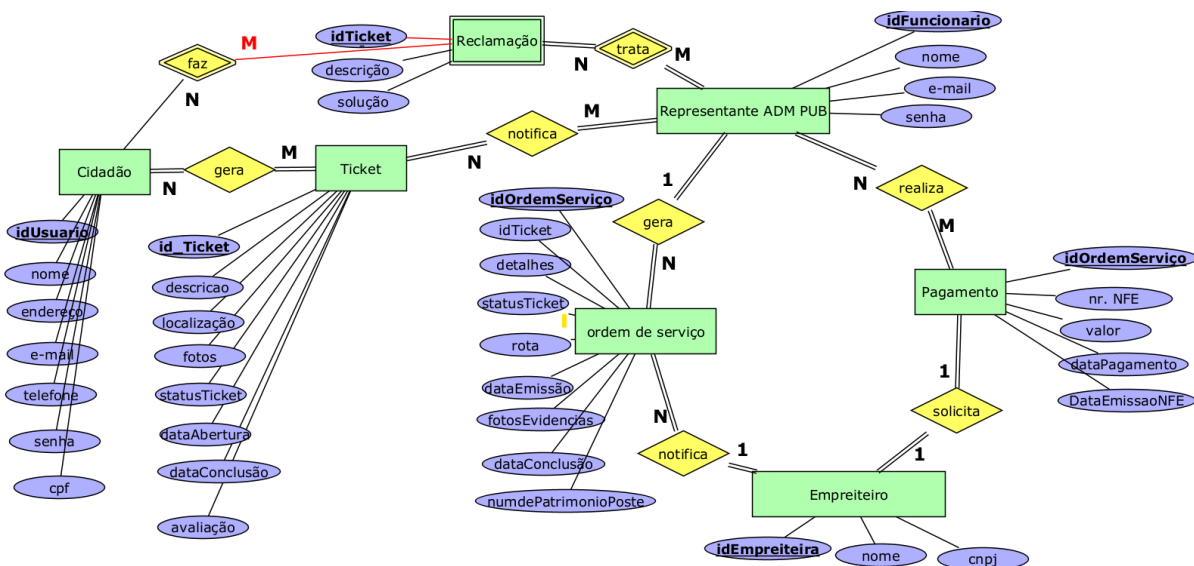 idFuncionario
M
idTicket
Reclamação
trata
M
faz
N
nome
descrição
e-mail
N
solução
M
Representante ADM PUB
senha
notifica
M
N
Cidadão
gera
Ticket
N
1
N
realiza
idOrdemServiço
M
gera
idUsuario
idTicket
id_Ticket
idOrdemServiço
detalhes
N
nome
descricao
Pagamento
nr. NFE
endereço
localização
statusTicket
ordem de serviço
valor
rota
e-mail
fotos
dataPagamento
1
telefone
statusTicket
dataEmissão
DataEmissaoNFE
N
solicita
fotosEvidencias
senha
dataAbertura
notifica
1
1
dataConclusão
dataConclusão
cpf
Empreiteiro
numdePatrimonioPoste
avaliação
idEmpreiteira
nome
cnpj